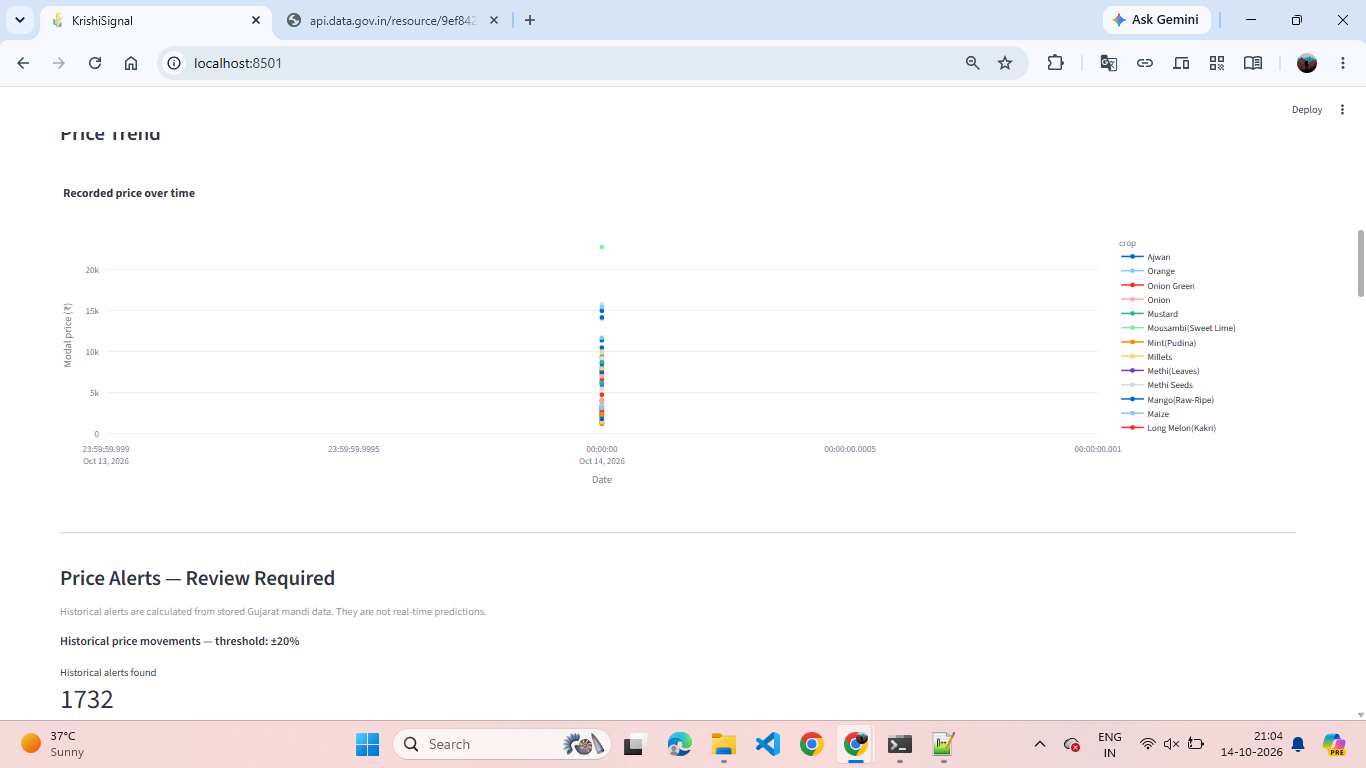 KrishiSignal
api.data.gov.in/resource/9ef842
Ask Gemini
localhost:8501
Deploy
Price Trend
Recorded price over time
crop
Ajwan
Orange
Onion Green
Onion
Mustard
Mousambi(Sweet Lime)
Mint(Pudina)
Millets
Methi(Leaves)
Methi Seeds
Mango(Raw-Ripe)
Maize
Long Melon(Kakri)
Modal price (₹)
20k
15k
10k
5k
0
23:59:59.999
Oct 13, 2026
23:59:59.9995
00:00:00
Oct 14, 2026
00:00:00.0005
00:00:00.001
Date
Price Alerts — Review Required
Historical alerts are calculated from stored Gujarat mandi data. They are not real-time predictions.
Historical price movements — threshold: ±20%
Historical alerts found
1732
37°C
Sunny
Search
ENG
IN
21:04
14-10-2026
PRE